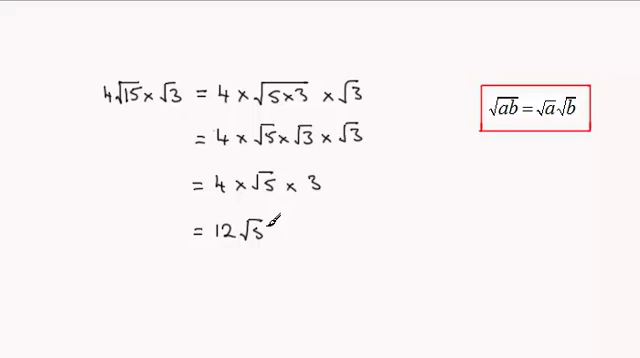 4√15 × √3 = 4 × √(5×3) × √3
= 4 × √5 × √3 × √3
= 4 × √5 × 3
= 12√5
√ab = √a√b